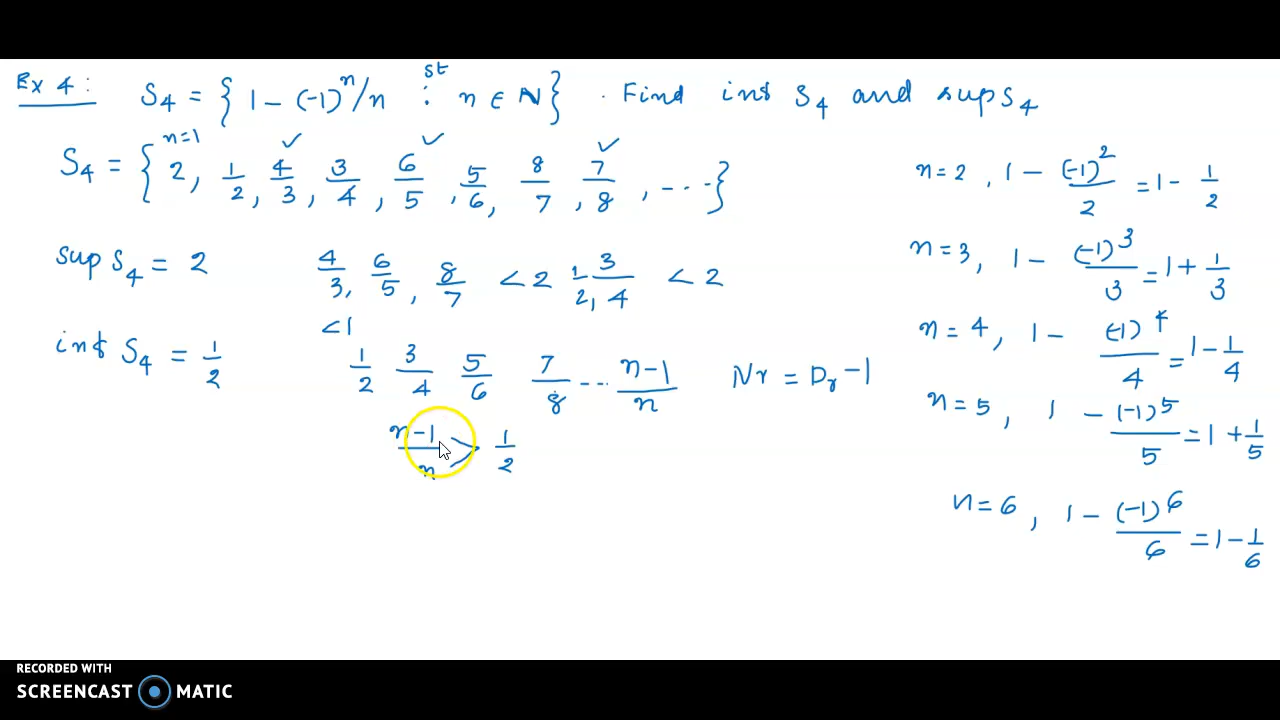 Ex 4: S₄ = { 1 - (-1)ⁿ/n st : n ∈ N } . Find inf S₄ and sup S₄
n=1
S₄ = { 2, 1/2, 4/3, 3/4, 6/5, 5/6, 8/7, 7/8, ---- }
sup S₄ = 2 4/3, 6/5, 8/7 < 2 1/2, 3/4 < 2
<1
inf S₄ = 1/2 1/2 3/4 5/6 7/8 --- n-1/n Nr = Dr - 1
n-1/n > 1/2
n=2, 1 - (-1)²/2 = 1 - 1/2
n=3, 1 - (-1)³/3 = 1 + 1/3
n=4, 1 - (-1)⁴/4 = 1 - 1/4
n=5, 1 - (-1)⁵/5 = 1 + 1/5
n=6, 1 - (-1)⁶/6 = 1 - 1/6
RECORDED WITH
SCREENCAST MATIC